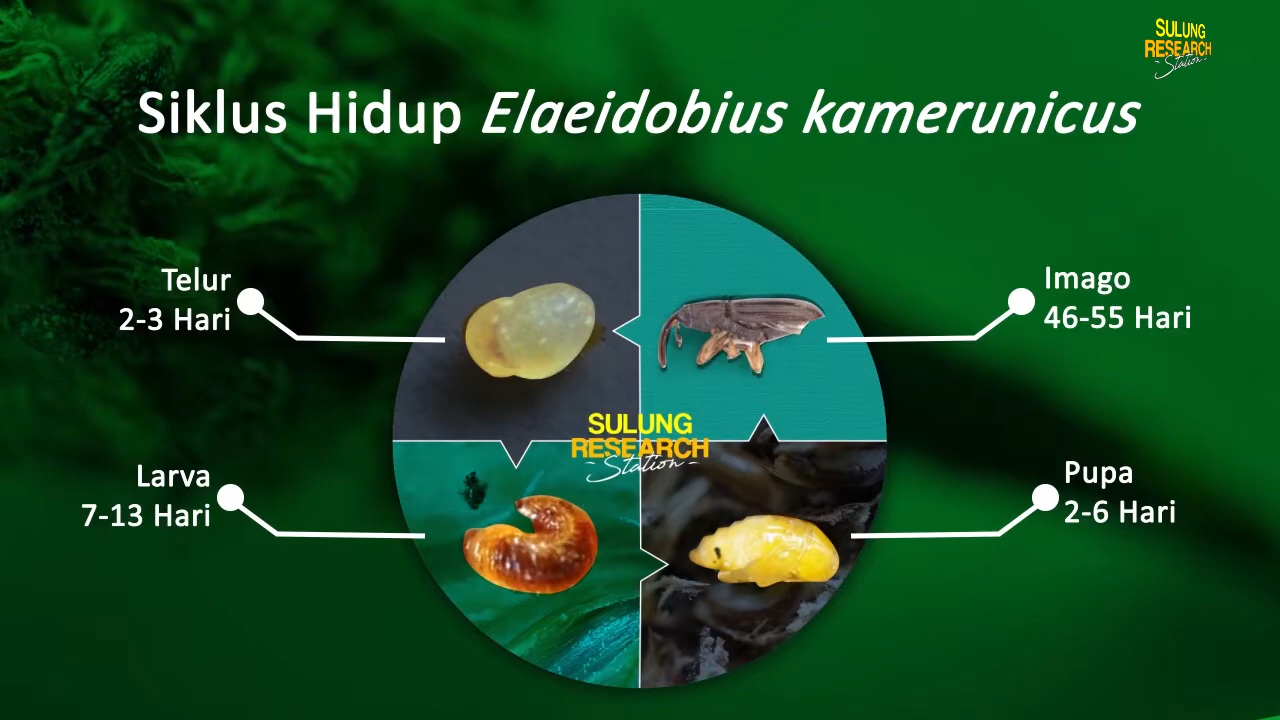 SULUNG
RESEARCH
Station
Siklus Hidup Elaeidobius kamerunicus
Telur
2-3 Hari
Imago
46-55 Hari
SULUNG
RESEARCH
Station
Larva
7-13 Hari
Pupa
2-6 Hari